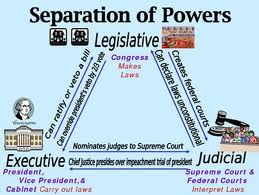 Separation of Powers
Legislative
Congress
Makes
Laws
Can ratify or veto a bill
Can override president's veto by 2/3 vote
Creates federal courts
Can declare laws unconstitutional
Washington
Nominates judges to Supreme Court
Chief Justice presides over impeachment trial of president
Executive
Judicial
President,
Vice President,&
Cabinet Carry out laws
Supreme Court &
Federal Courts
Interpret Laws